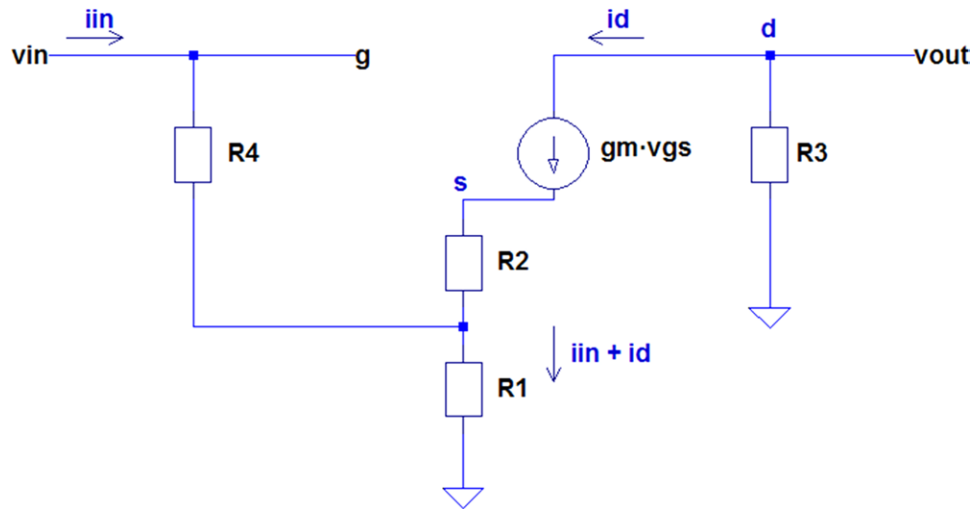 iin
id
d
vin
g
vout
R4
gm·vgs
R3
s
R2
iin + id
R1